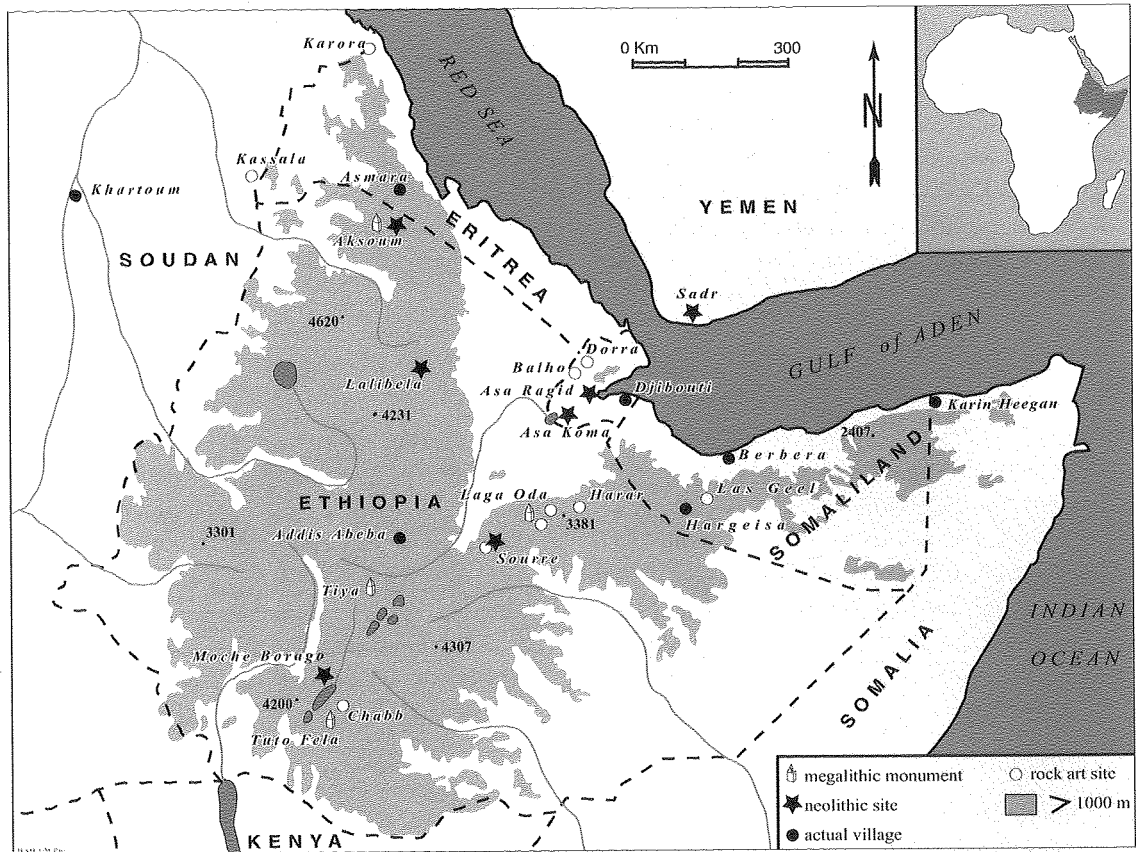 Karora
0 Km 300
RED SEA
N
Kassala
Khartoum
Asmara
YEMEN
Aksoum
ERITREA
SOUDAN
Sadr
4620
GULF of ADEN
Dorra
Balho
Lalibela
Asa Ragid
Djibouti
4231
Karin Heegan
Asa Koma
2407
Berbera
ETHIOPIA
Laga Oda
Harar
Las Geel
3301
3381
Hargeisa
SOMALILAND
Addis Abeba
Sourre
Tiya
INDIAN
OCEAN
4307
Moche Borago
SOMALIA
4200
Chabb
Tuto Fela
KENYA
megalithic monument
rock art site
neolithic site
> 1000 m
actual village